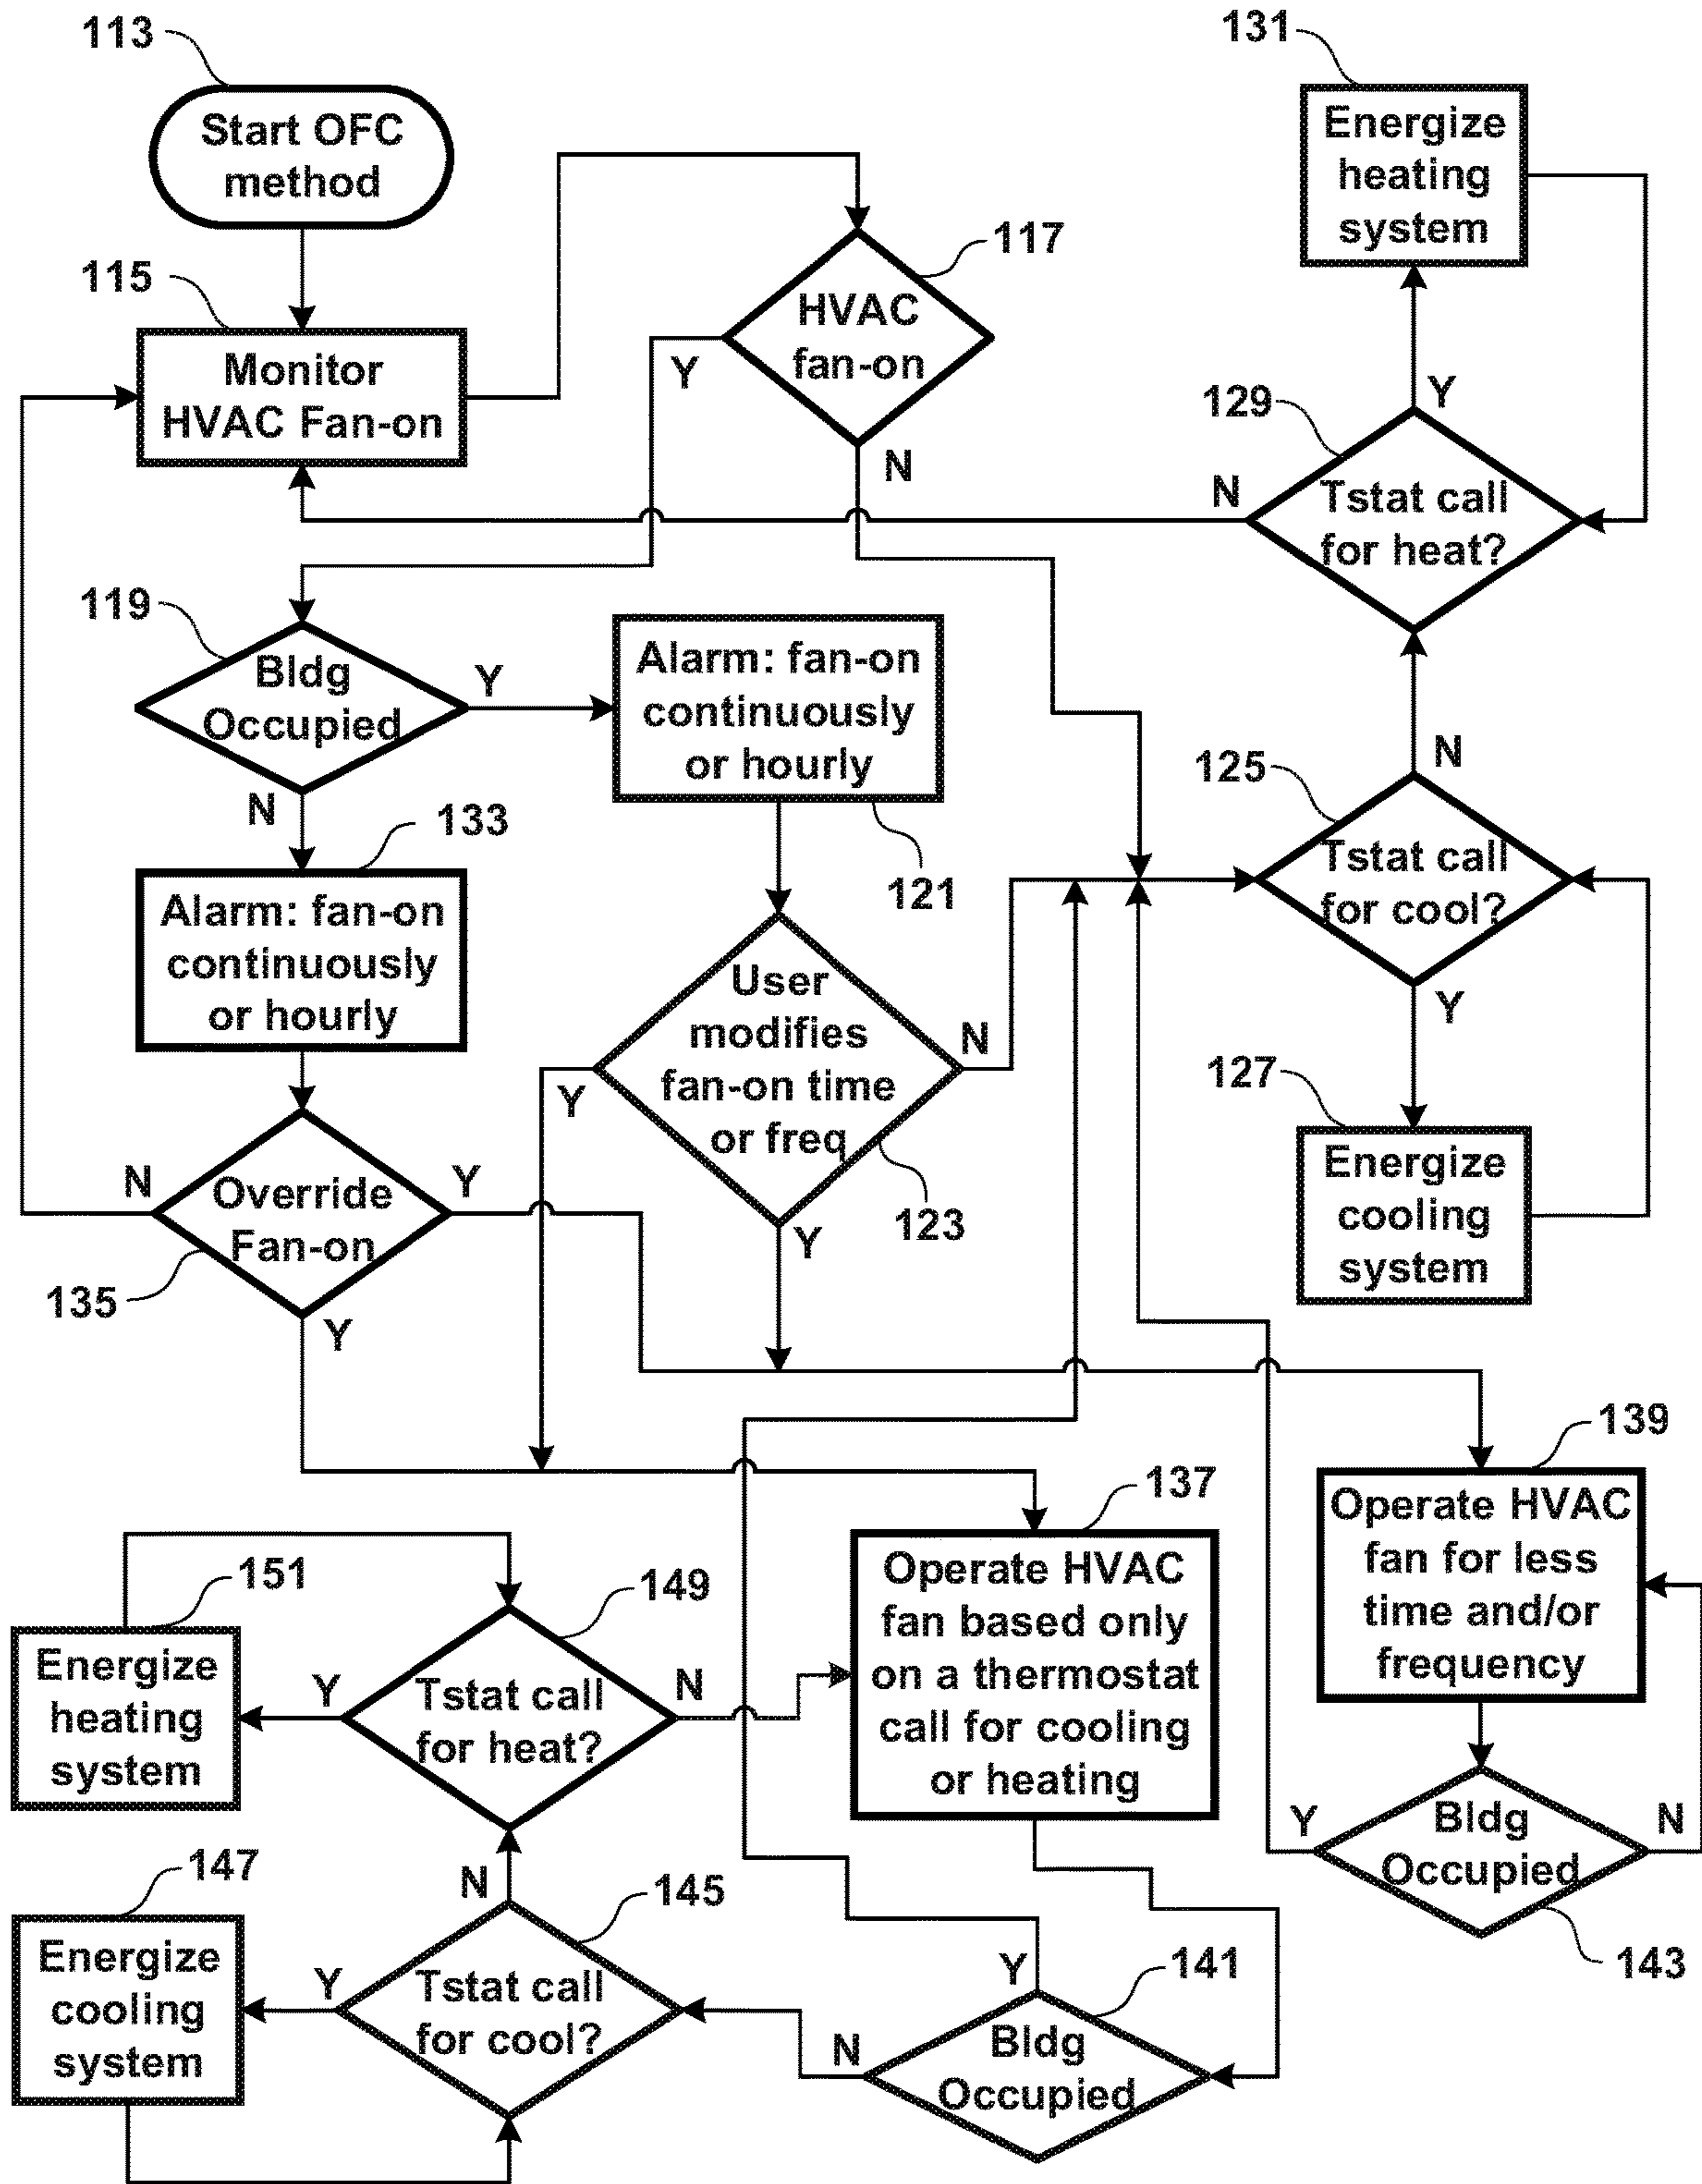 113
Start OFC
method
131
Energize
heating
system
117
HVAC
fan-on
Y
N
115
Monitor
HVAC Fan-on
129
Y
N
Tstat call
for heat?
119
Bldg
Occupied
Y
N
Alarm: fan-on
continuously
or hourly
121
133
Alarm: fan-on
continuously
or hourly
125
N
Tstat call
for cool?
Y
User
modifies
fan-on time
or freq
N
Y
Y
123
127
Energize
cooling
system
N
Override
Fan-on
Y
135
Y
139
Operate HVAC
fan for less
time and/or
frequency
137
Operate HVAC
fan based only
on a thermostat
call for cooling
or heating
151
Energize
heating
system
149
Y
Tstat call
for heat?
N
Y
Bldg
Occupied
N
143
147
Energize
cooling
system
N
145
Y
Tstat call
for cool?
Y
141
N
Bldg
Occupied